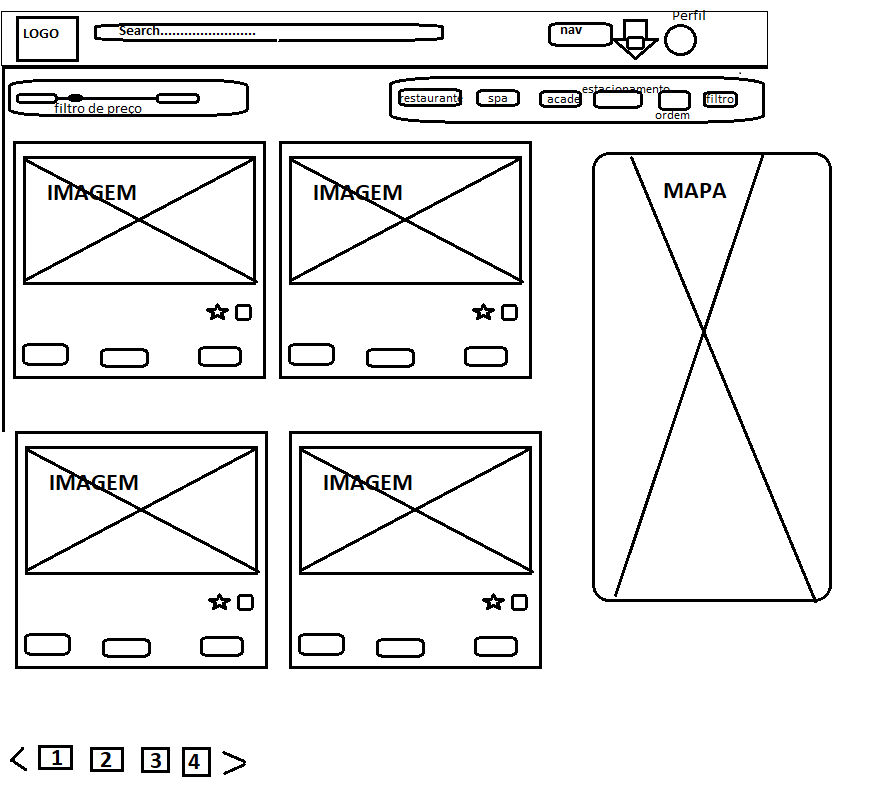 Perfil
LOGO
Search........................
nav
filtro de preço
restaurante
spa
acade
estacionamento
ordem
filtro
IMAGEM
IMAGEM
MAPA
IMAGEM
IMAGEM
< 1 2 3 4 >